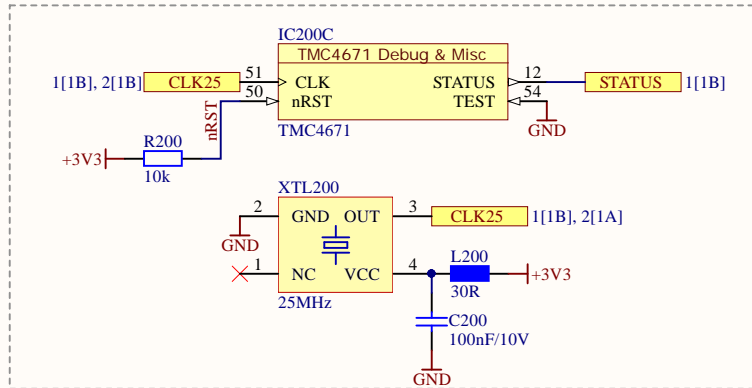 IC200C
TMC4671 Debug & Misc
1[1B], 2[1B] CLK25 51 CLK STATUS 12 STATUS 1[1B]
50 nRST TEST 54
nRST
TMC4671
GND
R200
+3V3
10k
XTL200
2 GND OUT 3 CLK25 1[1B], 2[1A]
GND
1 NC VCC 4 L200 +3V3
25MHz 30R
C200
100nF/10V
GND